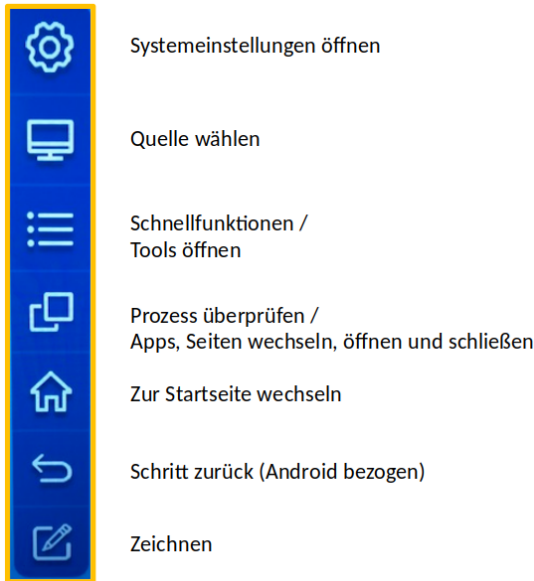 Systemeinstellungen öffnen
Quelle wählen
Schnellfunktionen /
Tools öffnen
Prozess überprüfen /
Apps, Seiten wechseln, öffnen und schließen
Zur Startseite wechseln
Schritt zurück (Android bezogen)
Zeichnen